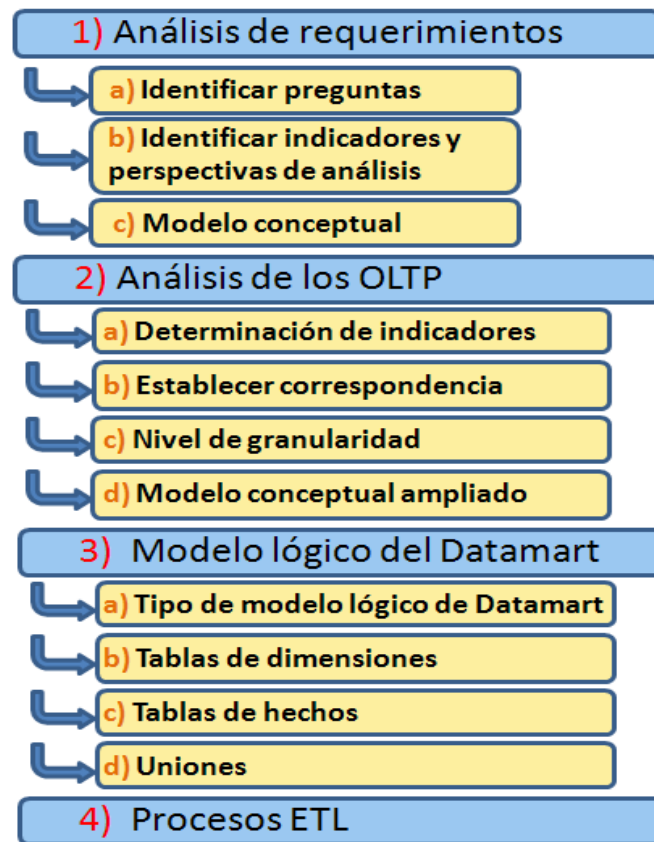 1) Análisis de requerimientos
a) Identificar preguntas
b) Identificar indicadores y
perspectivas de análisis
c) Modelo conceptual
2) Análisis de los OLTP
a) Determinación de indicadores
b) Establecer correspondencia
c) Nivel de granularidad
d) Modelo conceptual ampliado
3) Modelo lógico del Datamart
a) Tipo de modelo lógico de Datamart
b) Tablas de dimensiones
c) Tablas de hechos
d) Uniones
4) Procesos ETL